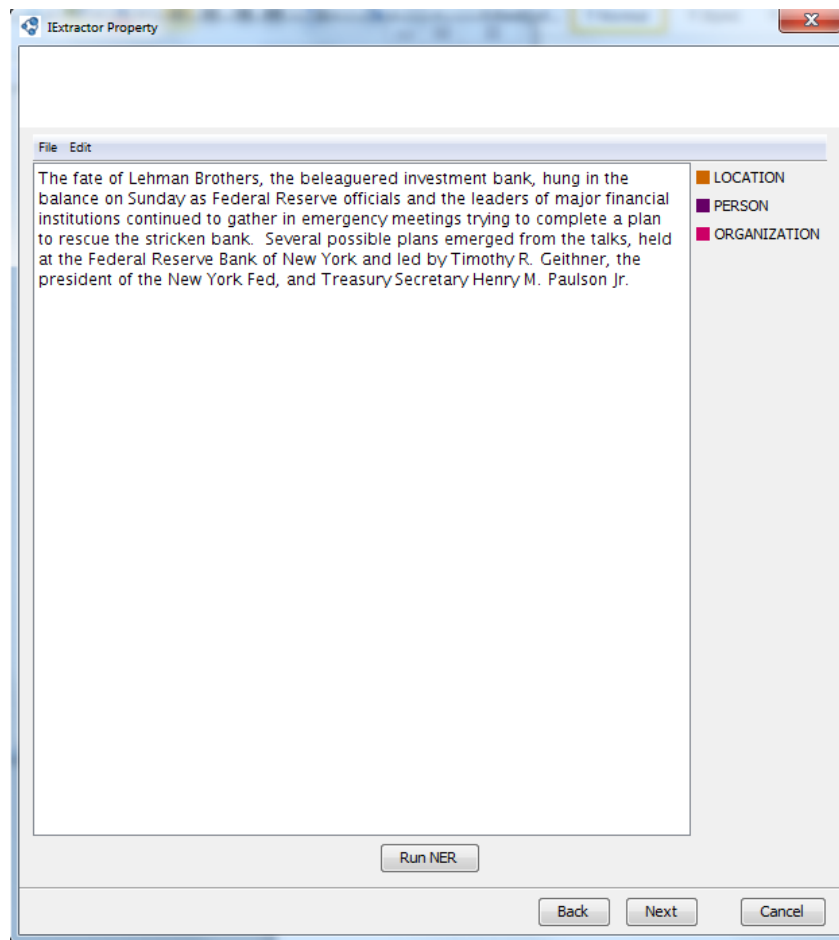 IExtractor Property
File Edit
The fate of Lehman Brothers, the beleaguered investment bank, hung in the
balance on Sunday as Federal Reserve officials and the leaders of major financial
institutions continued to gather in emergency meetings trying to complete a plan
to rescue the stricken bank.  Several possible plans emerged from the talks, held
at the Federal Reserve Bank of New York and led by Timothy R. Geithner, the
president of the New York Fed, and Treasury Secretary Henry M. Paulson Jr.
LOCATION
PERSON
ORGANIZATION
Run NER
Back Next Cancel